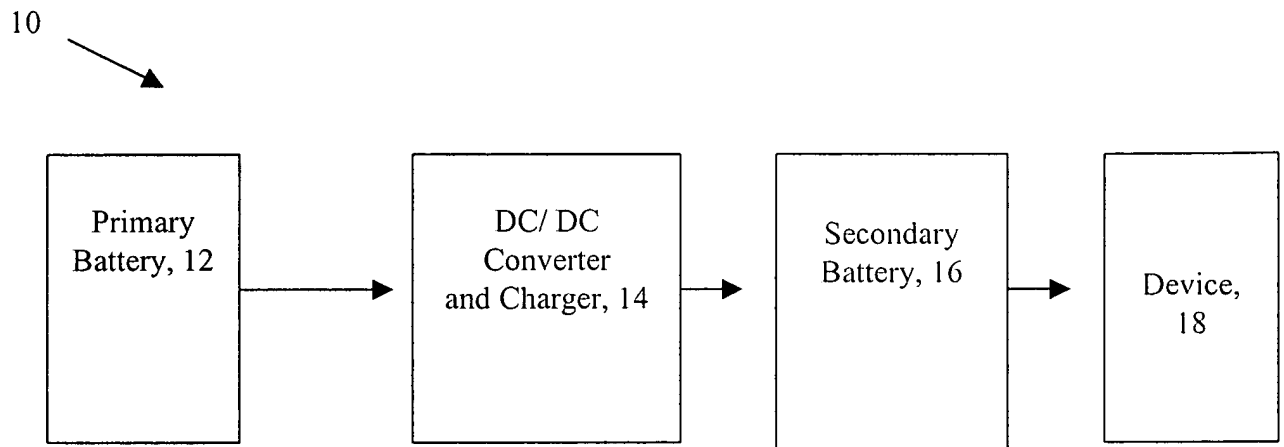 10
Primary
Battery, 12
DC/ DC
Converter
and Charger, 14
Secondary
Battery, 16
Device,
18